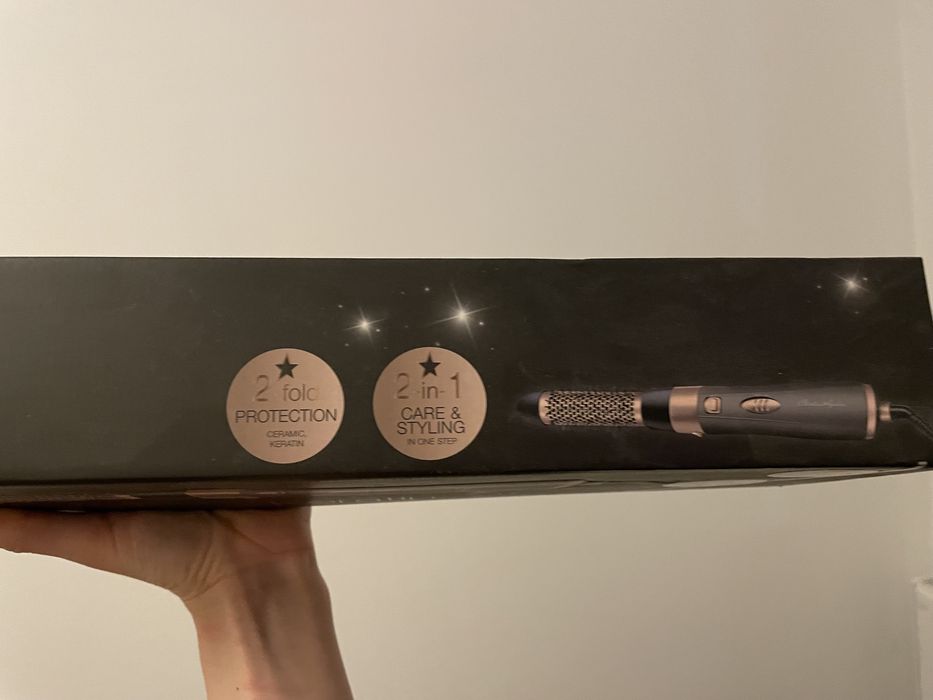 2 fold
PROTECTION
CERAMIC,
KERATIN
2-in-1
CARE &
STYLING
IN ONE STEP